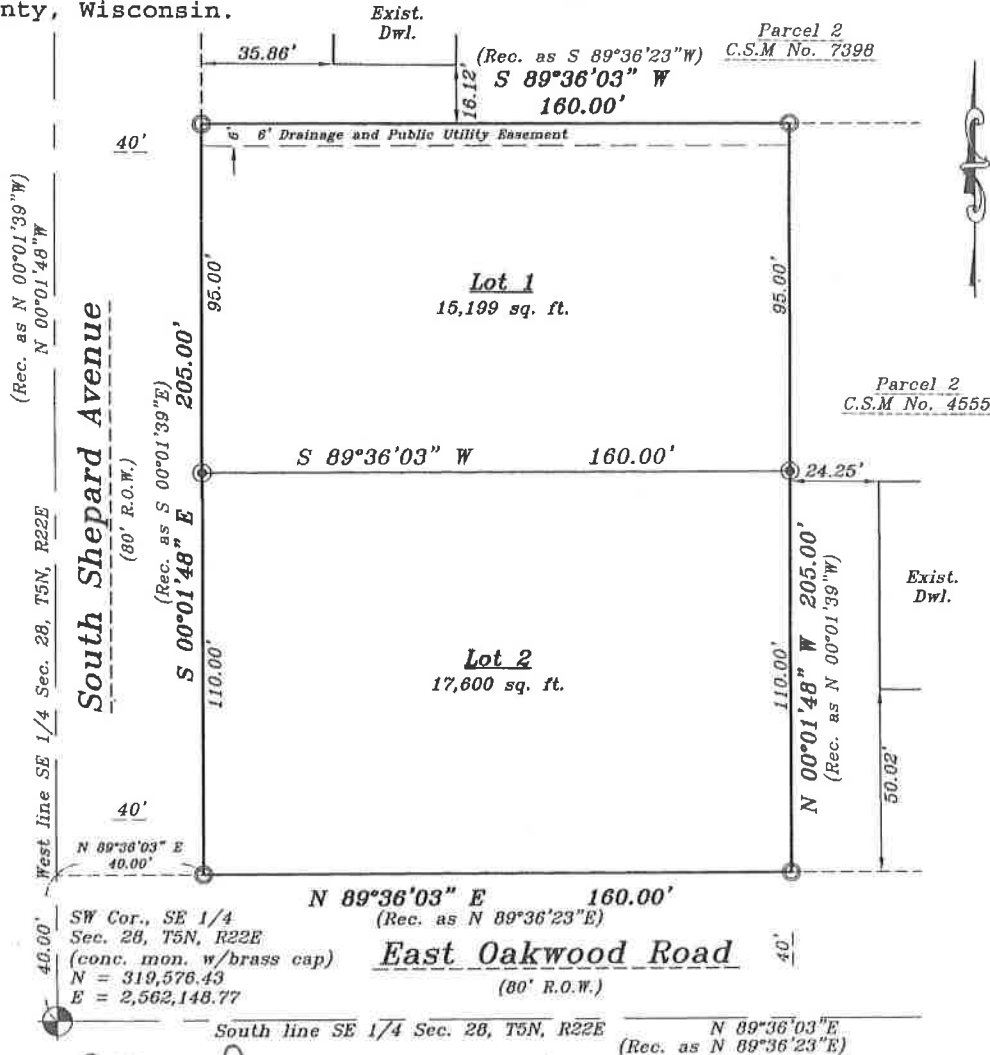 nty, Wisconsin.
Exist.
Dwl.
Parcel 2
C.S.M No. 7398
35.86'
(Rec. as S 89°36'23"W)
S 89°36'03" W
160.00'
16.12'
40'
6'
6' Drainage and Public Utility Easement
(Rec. as N 00°01'39"W)
N 00°01'48"W
95.00'
Lot 1
15,199 sq. ft.
95.00'
South Shepard Avenue
(80' R.O.W.)
S 00°01'48" E 205.00'
(Rec. as S 00°01'39"E)
Parcel 2
C.S.M No. 4555
S 89°36'03" W 160.00'
24.25'
West line SE 1/4 Sec. 28, T5N, R22E
Exist.
Dwl.
N 00°01'48" W 205.00'
(Rec. as N 00°01'39"W)
110.00'
Lot 2
17,600 sq. ft.
110.00'
50.02'
40'
N 89°36'03" E
40.00'
N 89°36'03" E 160.00'
(Rec. as N 89°36'23"E)
SW Cor., SE 1/4
Sec. 28, T5N, R22E
(conc. mon. w/brass cap)
N = 319,576.43
E = 2,562,148.77
40.00'
East Oakwood Road
(80' R.O.W.)
40'
South line SE 1/4 Sec. 28, T5N, R22E
N 89°36'03"E
(Rec. as N 89°36'23"E)